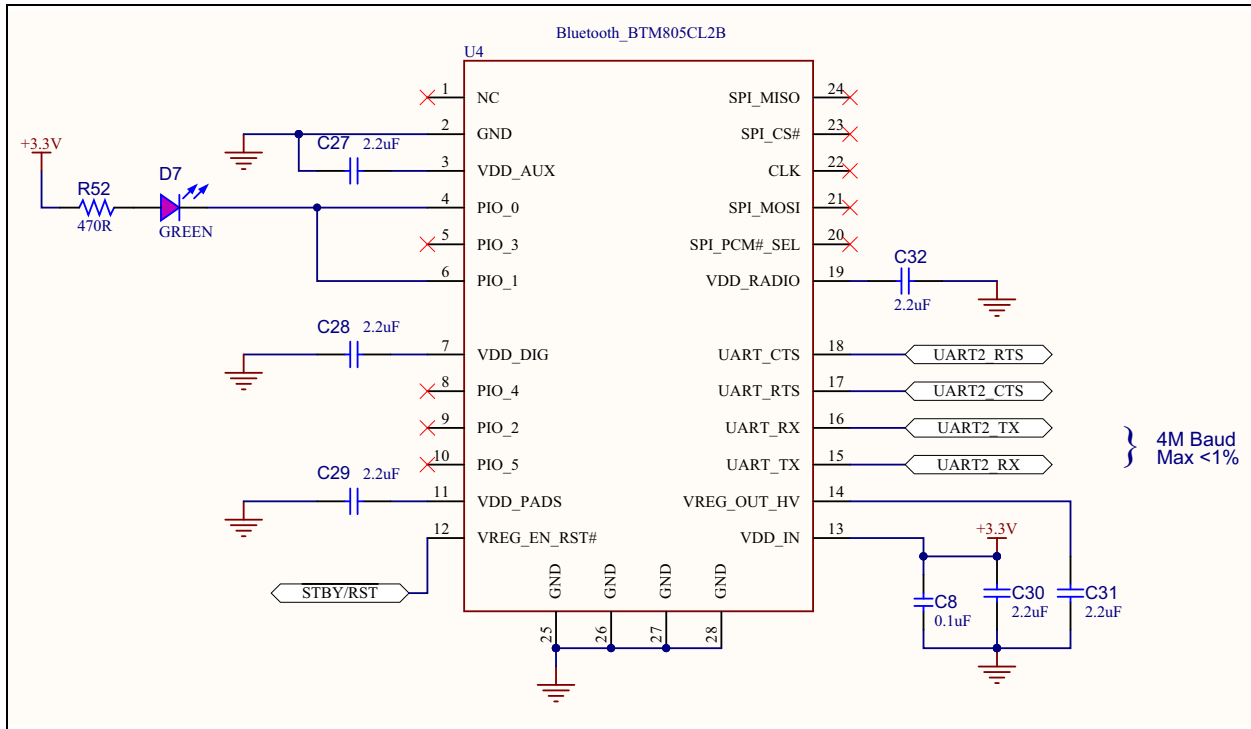 Bluetooth_BTM805CL2B
U4
1 NC
2 GND
3 VDD_AUX
4 PIO_0
5 PIO_3
6 PIO_1
7 VDD_DIG
8 PIO_4
9 PIO_2
10 PIO_5
11 VDD_PADS
12 VREG_EN_RST#
SPI_MISO 24
SPI_CS# 23
CLK 22
SPI_MOSI 21
SPI_PCM#_SEL 20
VDD_RADIO 19
UART_CTS 18
UART_RTS 17
UART_RX 16
UART_TX 15
VREG_OUT_HV 14
VDD_IN 13
GND 25
GND 26
GND 27
GND 28
+3.3V
R52
470R
D7
GREEN
C27 2.2uF
C28 2.2uF
C29 2.2uF
STBY/RST
C32
2.2uF
UART2_RTS
UART2_CTS
UART2_TX
UART2_RX
} 4M Baud
Max <1%
+3.3V
C8
0.1uF
C30
2.2uF
C31
2.2uF